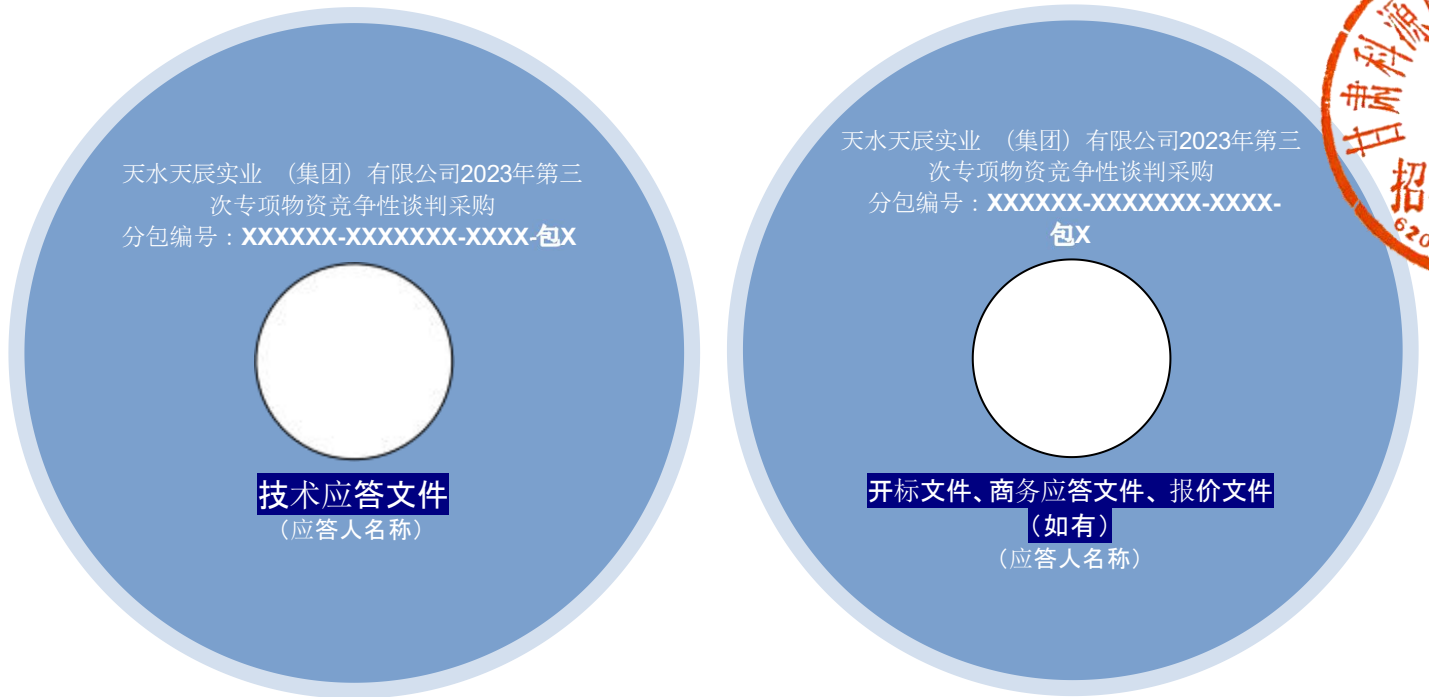 天水天辰实业 （集团）有限公司2023年第三
次专项物资竞争性谈判采购
分包编号：XXXXXX-XXXXXXX-XXXX-包X
技术应答文件
（应答人名称）
天水天辰实业 （集团）有限公司2023年第三
次专项物资竞争性谈判采购
分包编号：XXXXXX-XXXXXXX-XXXX-
包X
开标文件、商务应答文件、报价文件
（如有）
（应答人名称）
甘肃科源
招
620